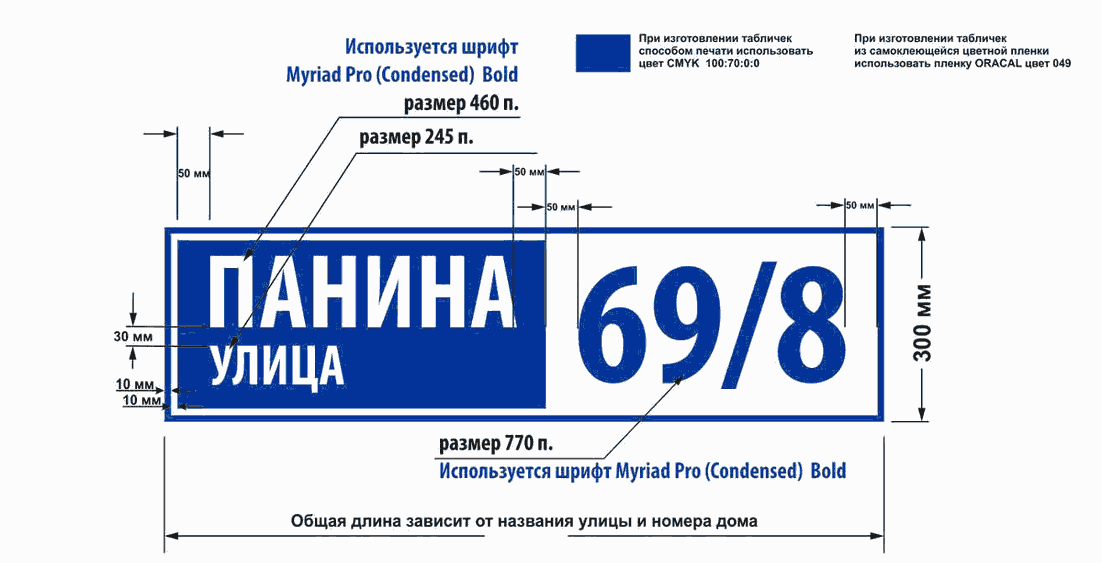 Используется шрифт
Myriad Pro (Condensed) Bold
размер 460 п.
размер 245 п.
При изготовлении табличек
способом печати использовать
цвет CMYK 100:70:0:0
При изготовлении табличек
из самоклеющейся цветной пленки
использовать пленку ORACAL цвет 049
50 мм
50 мм
50 мм
50 мм
ПАНИНА
УЛИЦА
69/8
300 мм
30 мм
10 мм
10 мм
размер 770 п.
Используется шрифт Myriad Pro (Condensed) Bold
Общая длина зависит от названия улицы и номера дома